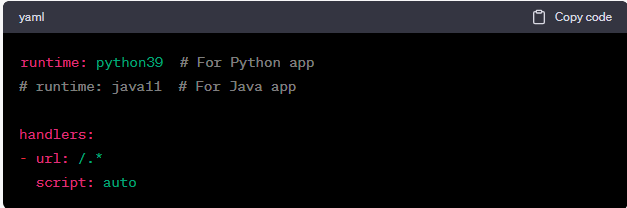 yaml
Copy code
runtime: python39  # For Python app
# runtime: java11  # For Java app
handlers:
- url: /.*
  script: auto